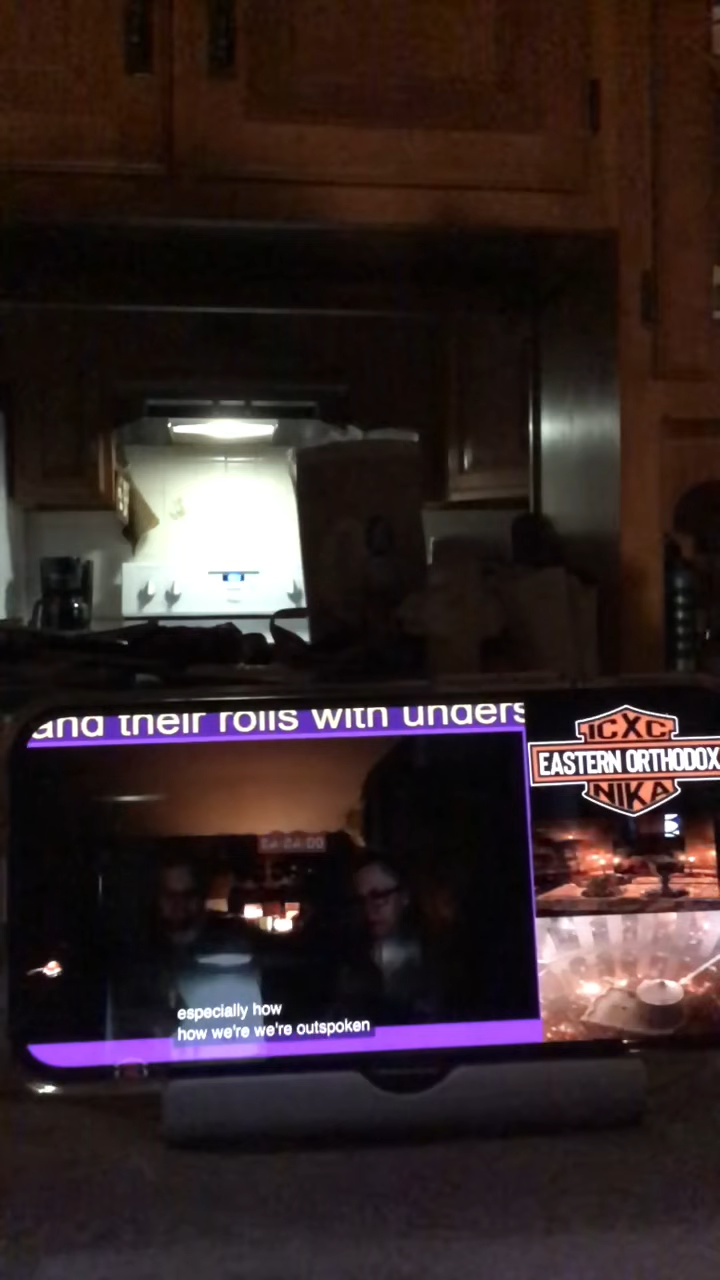 and their rolls with unders
ICXC
EASTERN ORTHODOX
NIKA
especially how
how we're we're outspoken